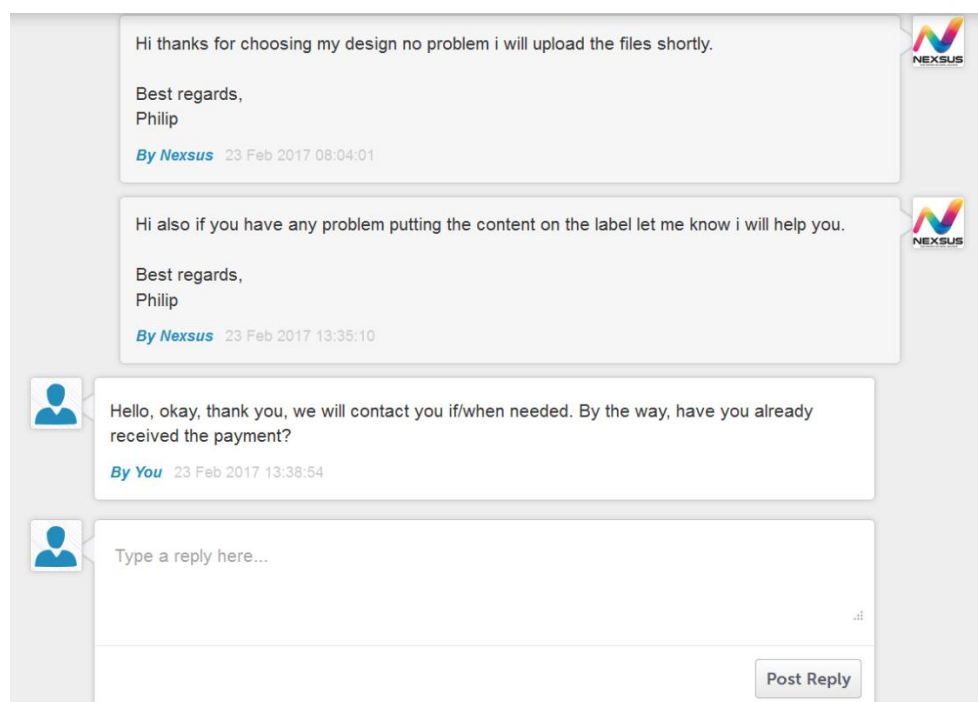 Hi thanks for choosing my design no problem i will upload the files shortly.
Best regards,
Philip
By Nexsus 23 Feb 2017 08:04:01
NEXSUS
Hi also if you have any problem putting the content on the label let me know i will help you.
Best regards,
Philip
By Nexsus 23 Feb 2017 13:35:10
NEXSUS
Hello, okay, thank you, we will contact you if/when needed. By the way, have you already
received the payment?
By You 23 Feb 2017 13:38:54
Type a reply here...
Post Reply